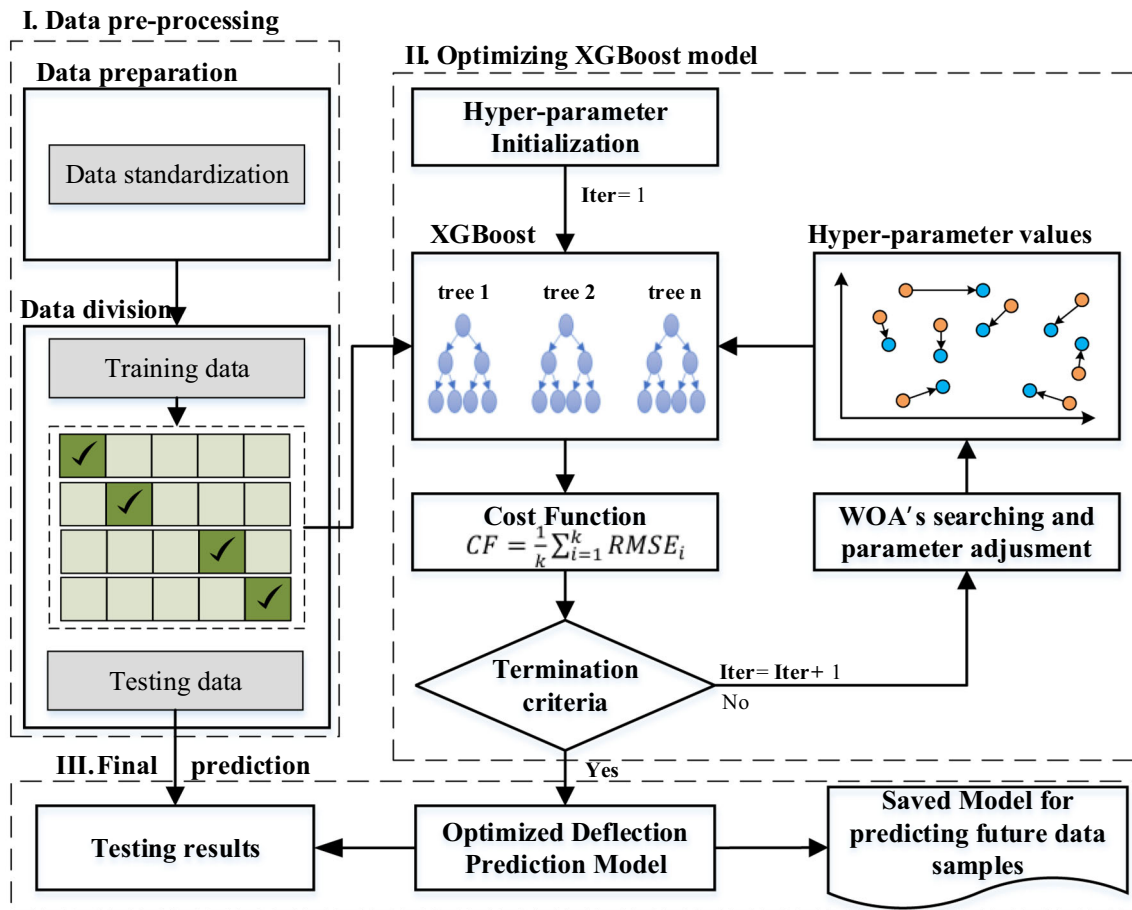 I. Data pre-processing
Data preparation
Data standardization
Data division
Training data
Testing data
II. Optimizing XGBoost model
Hyper-parameter
Initialization
Iter= 1
XGBoost
tree 1 tree 2 tree n
Hyper-parameter values
Cost Function
CF = \frac{1}{k} \sum_{i=1}^{k} RMSE_i
WOA's searching and
parameter adjusment
Termination
criteria
Iter= Iter+ 1
No
Yes
III. Final prediction
Testing results
Optimized Deflection
Prediction Model
Saved Model for
predicting future data
samples